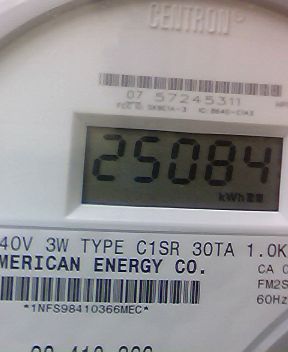 CENTRON®
07 57245311
25084
kWh
40V 3W TYPE C1SR 30TA 1.0K
MERICAN ENERGY CO.
CA 0
FM2S
60Hz
*1NFS98410366MEC*